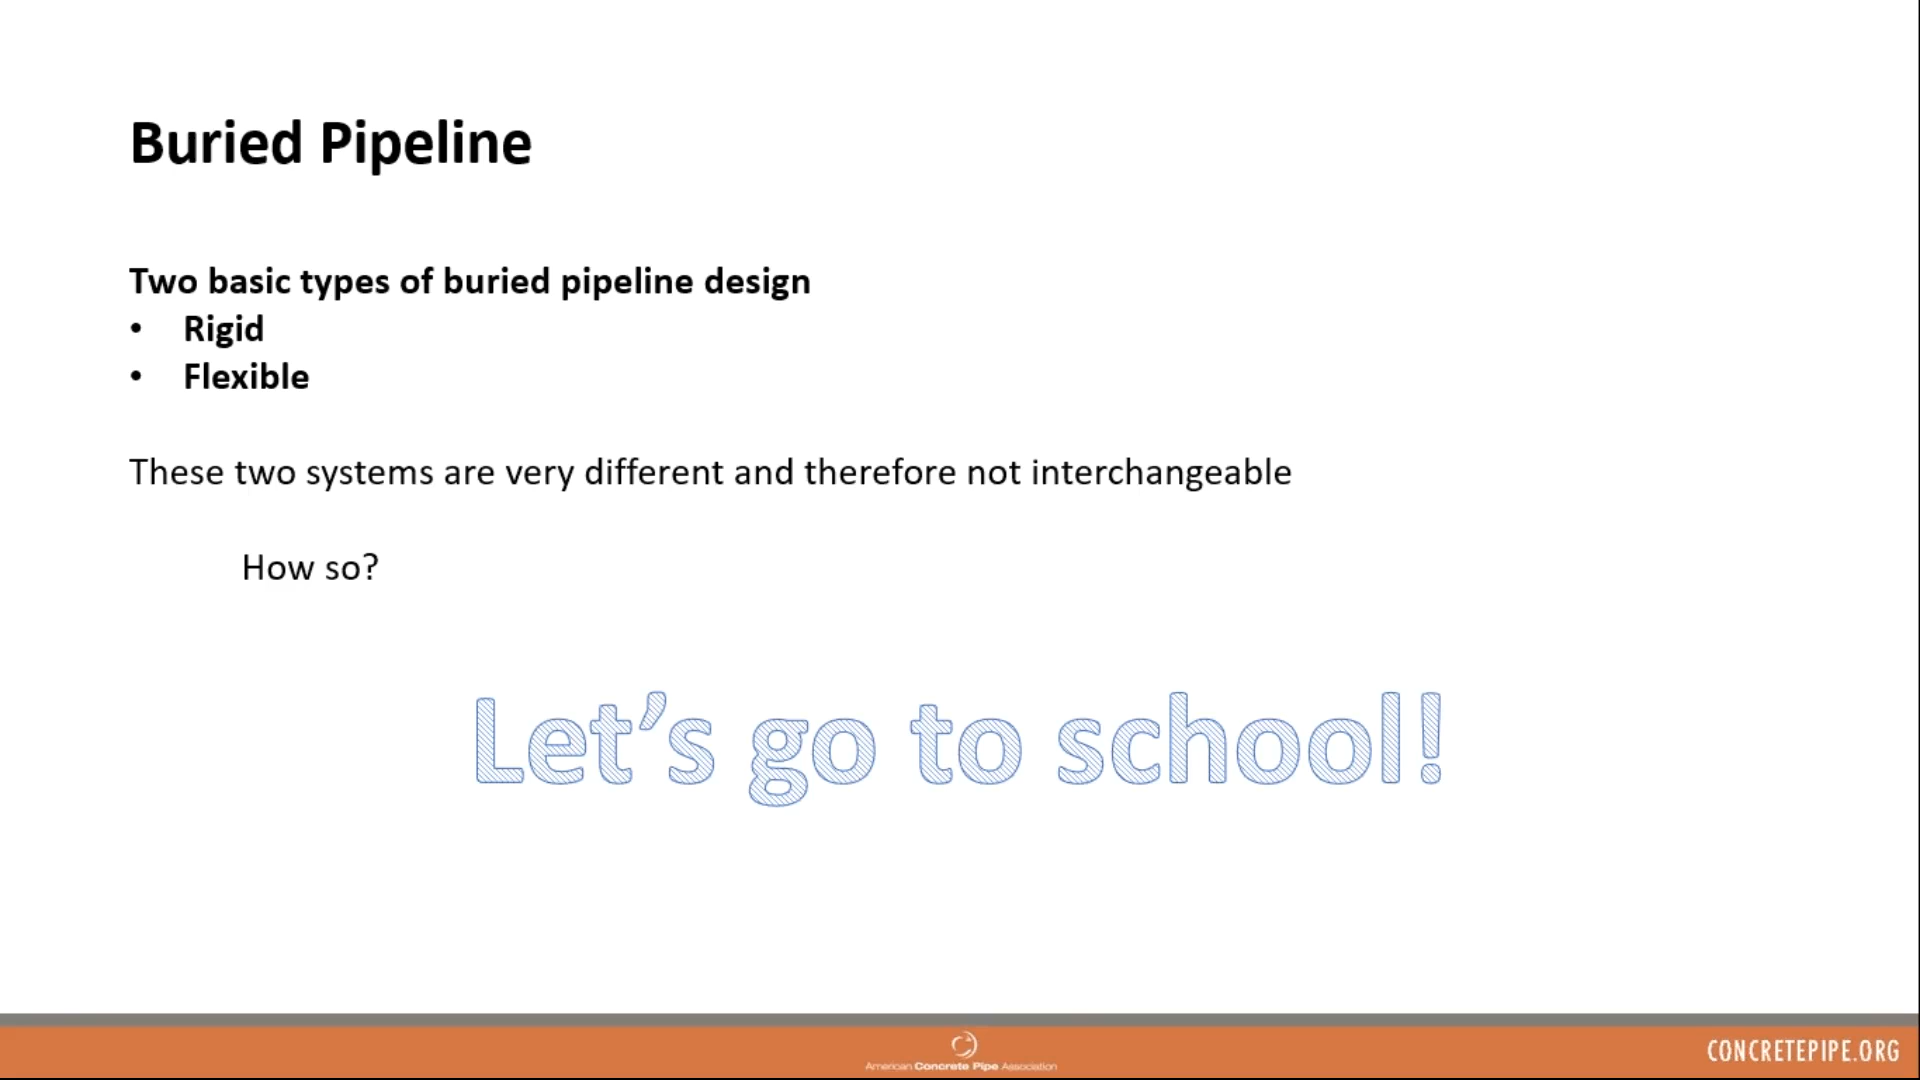 Buried Pipeline
Two basic types of buried pipeline design
• Rigid
• Flexible
These two systems are very different and therefore not interchangeable
How so?
Let’s go to school!
American Concrete Pipe Association
CONCRETEPIPE.ORG